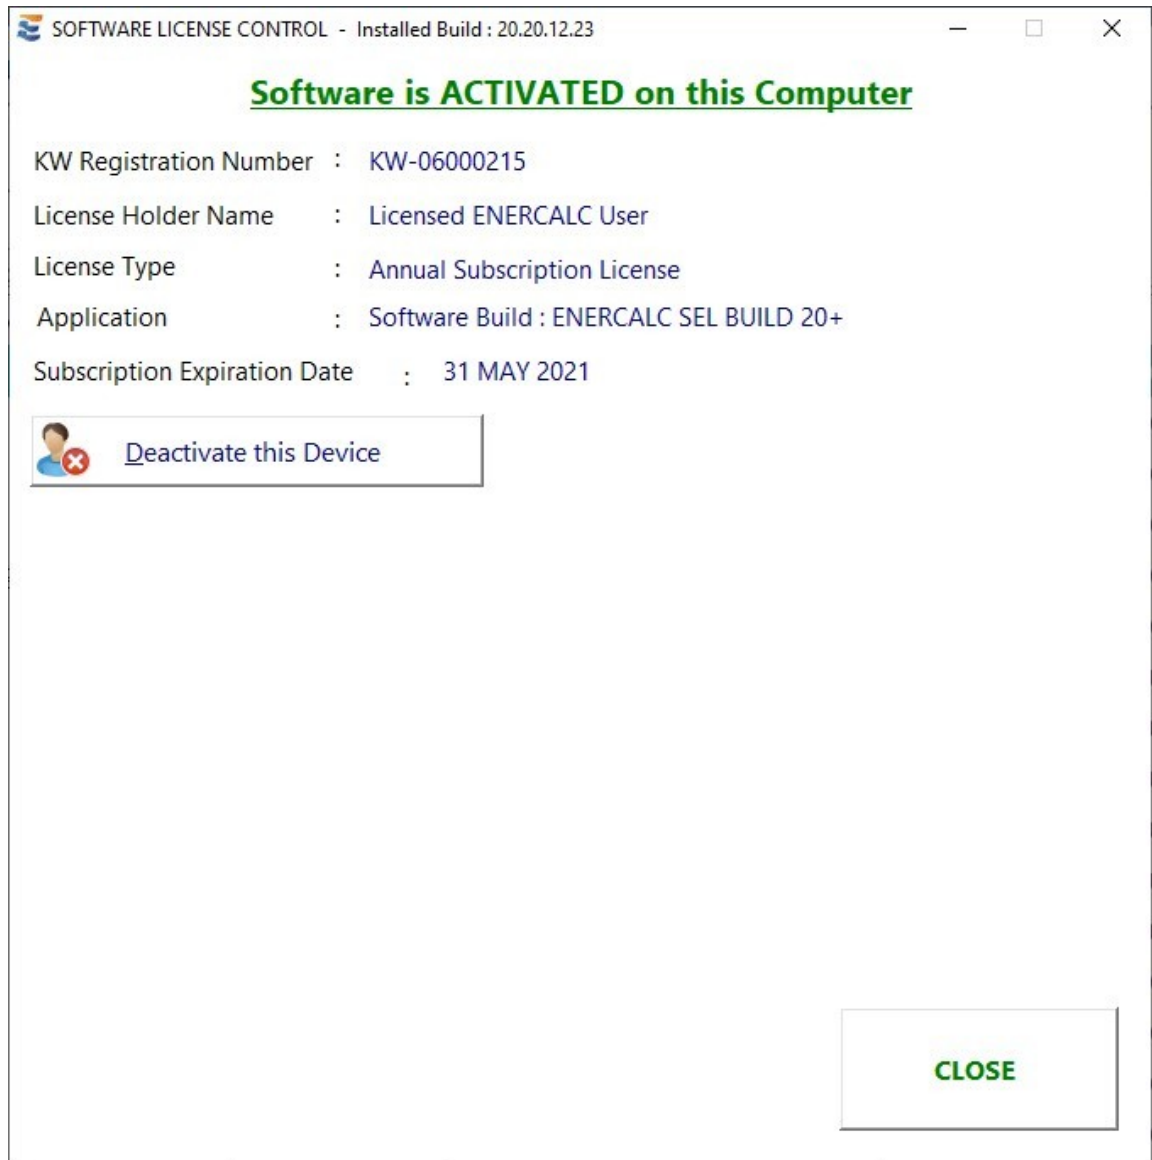 SOFTWARE LICENSE CONTROL - Installed Build : 20.20.12.23
Software is ACTIVATED on this Computer
KW Registration Number : KW-06000215
License Holder Name : Licensed ENERCALC User
License Type : Annual Subscription License
Application : Software Build : ENERCALC SEL BUILD 20+
Subscription Expiration Date : 31 MAY 2021
Deactivate this Device
CLOSE